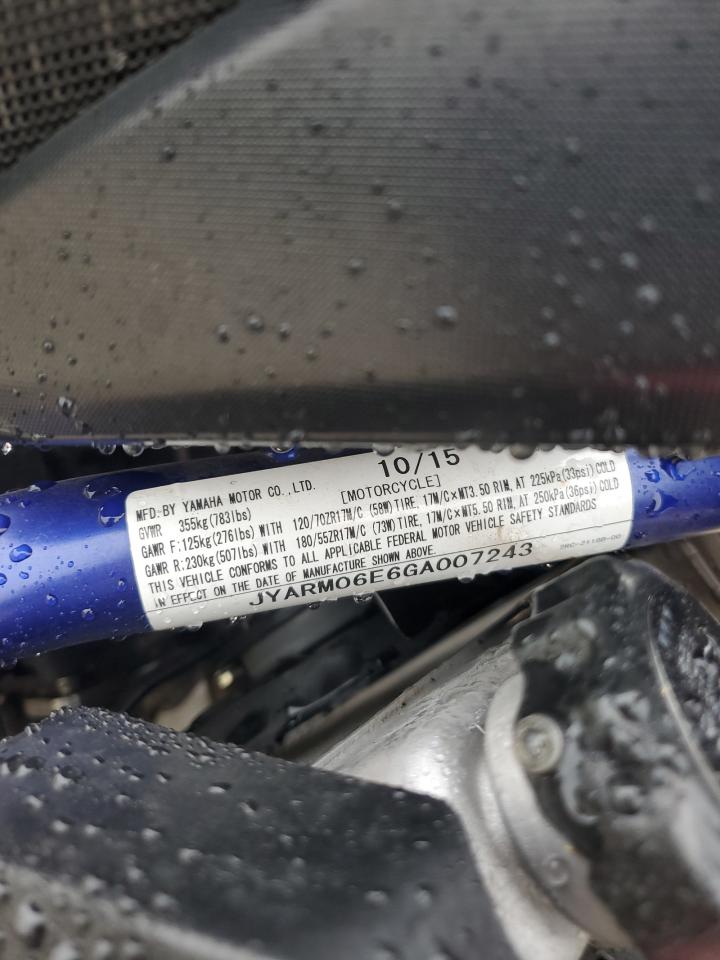 10/15
MFD. BY YAMAHA MOTOR CO., LTD.
[MOTORCYCLE]
GVWR 355kg(783lbs)
GAWR F:125kg(276lbs) WITH 120/70ZR17M/C (58W)TIRE, 17M/C×MT3.50 RIM, AT 225kPa(33psi)COLD
GAWR R:230kg(507lbs) WITH 180/55ZR17M/C (73W)TIRE, 17M/C×MT5.50 RIM, AT 250kPa(36psi)COLD
THIS VEHICLE CONFORMS TO ALL APPLICABLE FEDERAL MOTOR VEHICLE SAFETY STANDARDS
IN EFFECT ON THE DATE OF MANUFACTURE SHOWN ABOVE.
JYARM06E6GA007243